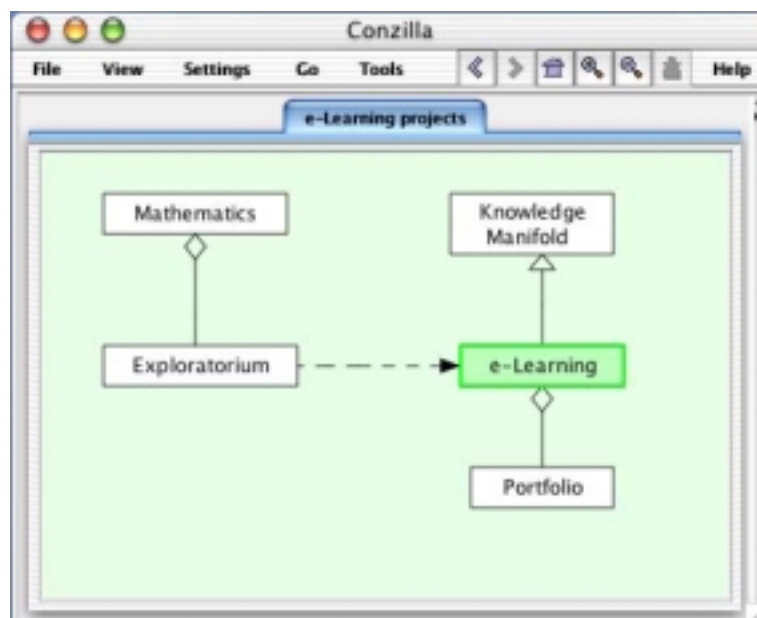 Conzilla
File View Settings Go Tools Help
e-Learning projects
Mathematics
Knowledge
Manifold
Exploratorium
e-Learning
Portfolio